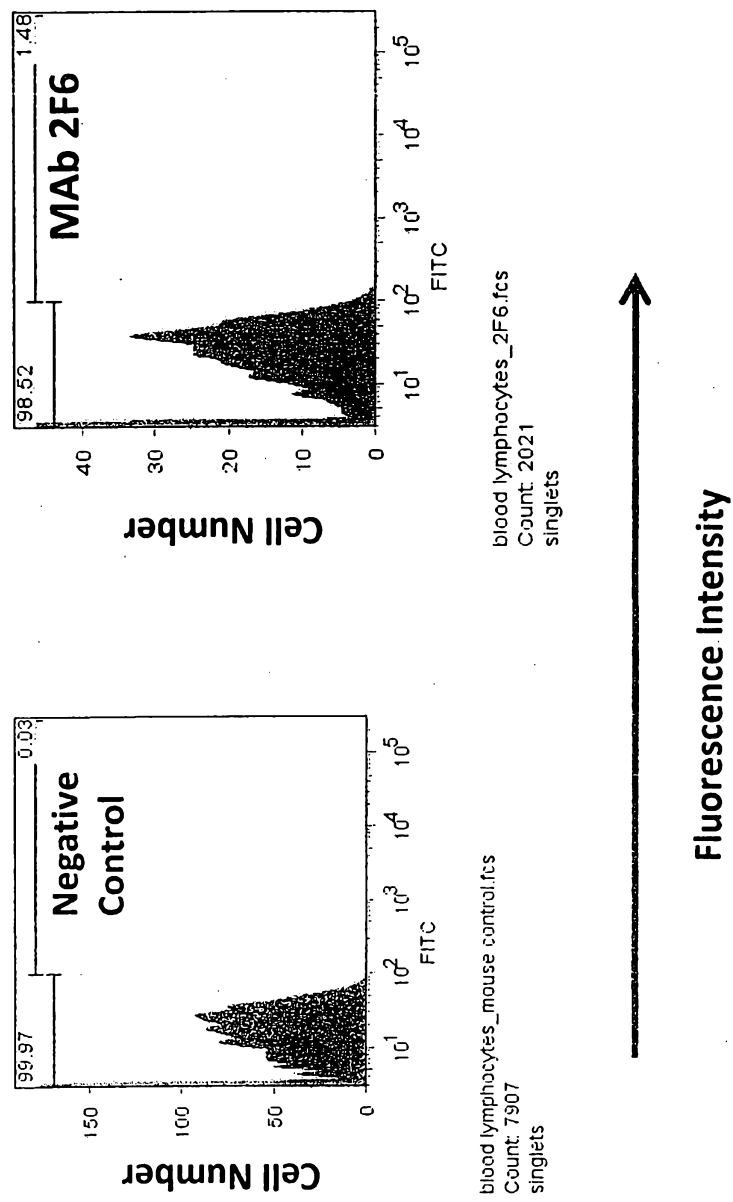 99.97
0.03
Negative
Control
150
100
50
0
Cell Number
10¹
10²
10³
10⁴
10⁵
FITC
blood lymphocytes_mouse control.fcs
Count: 7907
singlets
98.52
1.48
MAb 2F6
40
30
20
10
0
Cell Number
10¹
10²
10³
10⁴
10⁵
FITC
blood lymphocytes_2F6.fcs
Count: 2021
singlets
Fluorescence Intensity